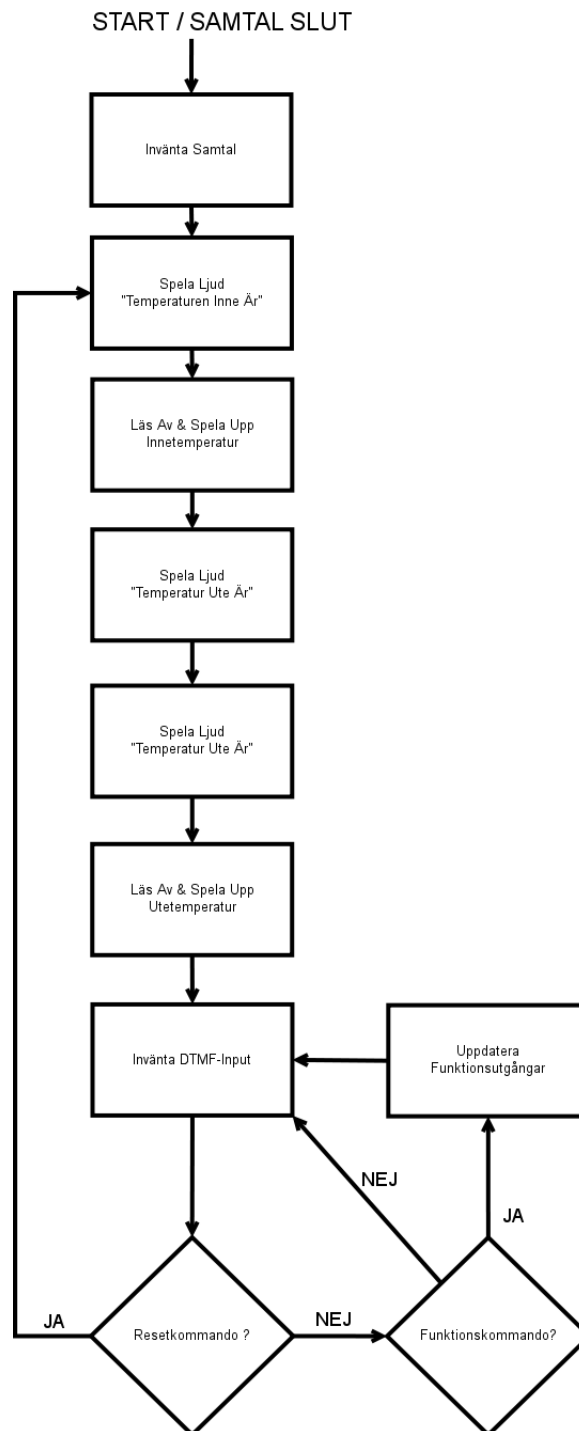 START / SAMTAL SLUT
Invänta Samtal
Spela Ljud
"Temperaturen Inne Är"
Läs Av & Spela Upp
Innetemperatur
Spela Ljud
"Temperatur Ute Är"
Spela Ljud
"Temperatur Ute Är"
Läs Av & Spela Upp
Utetemperatur
Invänta DTMF-Input
Uppdatera
Funktionsutgångar
NEJ
JA
JA
Resetkommando ?
NEJ
Funktionskommando?